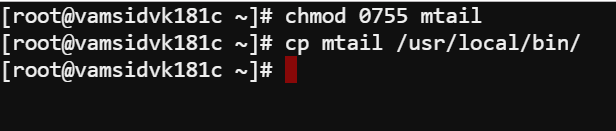 [root@vamsidvk181c ~]# chmod 0755 mtail
[root@vamsidvk181c ~]# cp mtail /usr/local/bin/
[root@vamsidvk181c ~]#